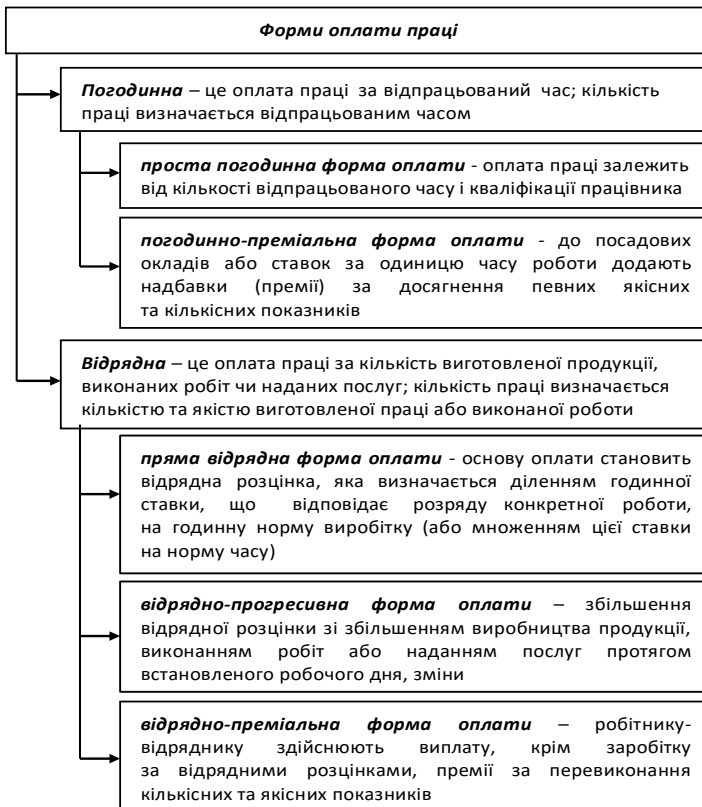 Форми оплати праці
Погодинна – це оплата праці за відпрацьований час; кількість
праці визначається відпрацьованим часом
проста погодинна форма оплати - оплата праці залежить
від кількості відпрацьованого часу і кваліфікації працівника
погодинно-преміальна форма оплати - до посадових
окладів або ставок за одиницю часу роботи додають
надбавки (премії) за досягнення певних якісних
та кількісних показників
Відрядна – це оплата праці за кількість виготовленої продукції,
виконаних робіт чи наданих послуг; кількість праці визначається
кількістю та якістю виготовленої праці або виконаної роботи
пряма відрядна форма оплати - основу оплати становить
відрядна розцінка, яка визначається діленням годинної
ставки, що відповідає розряду конкретної роботи,
на годинну норму виробітку (або множенням цієї ставки
на норму часу)
відрядно-прогресивна форма оплати – збільшення
відрядної розцінки зі збільшенням виробництва продукції,
виконанням робіт або наданням послуг протягом
встановленого робочого дня, зміни
відрядно-преміальна форма оплати – робітнику-
відряднику здійснюють виплату, крім заробітку
за відрядними розцінками, премії за перевиконання
кількісних та якісних показників